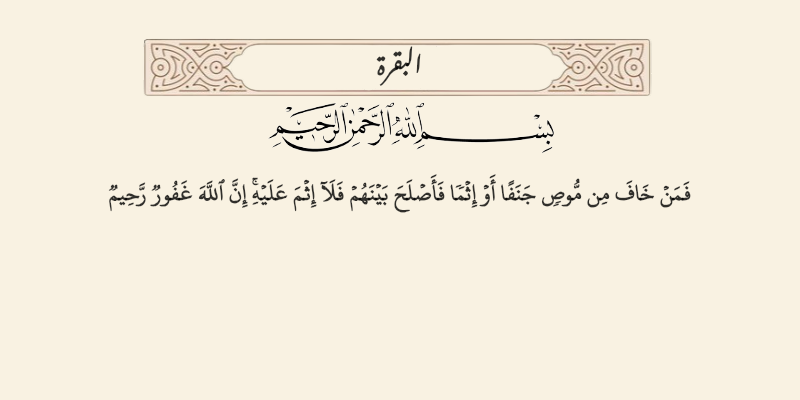 البقرة
بِسْمِ ٱللَّهِ ٱلرَّحْمَٰنِ ٱلرَّحِيمِ
فَمَنْ خَافَ مِن مُّوصٍ جَنَفًا أَوْ إِثْمًا فَأَصْلَحَ بَيْنَهُمْ فَلَآ إِثْمَ عَلَيْهِ ۚ إِنَّ ٱللَّهَ غَفُورٌ رَّحِيمٌ